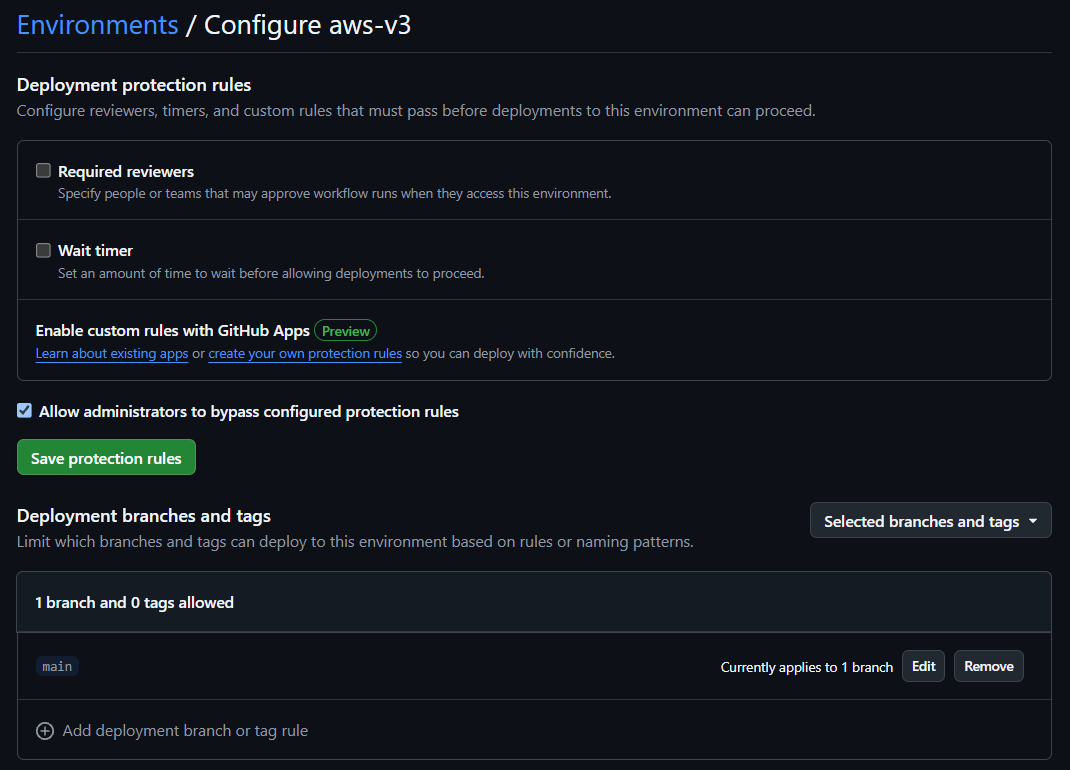 Environments / Configure aws-v3
Deployment protection rules
Configure reviewers, timers, and custom rules that must pass before deployments to this environment can proceed.
Required reviewers
Specify people or teams that may approve workflow runs when they access this environment.
Wait timer
Set an amount of time to wait before allowing deployments to proceed.
Enable custom rules with GitHub Apps Preview
Learn about existing apps or create your own protection rules so you can deploy with confidence.
Allow administrators to bypass configured protection rules
Save protection rules
Deployment branches and tags
Selected branches and tags
Limit which branches and tags can deploy to this environment based on rules or naming patterns.
1 branch and 0 tags allowed
main Currently applies to 1 branch Edit Remove
Add deployment branch or tag rule